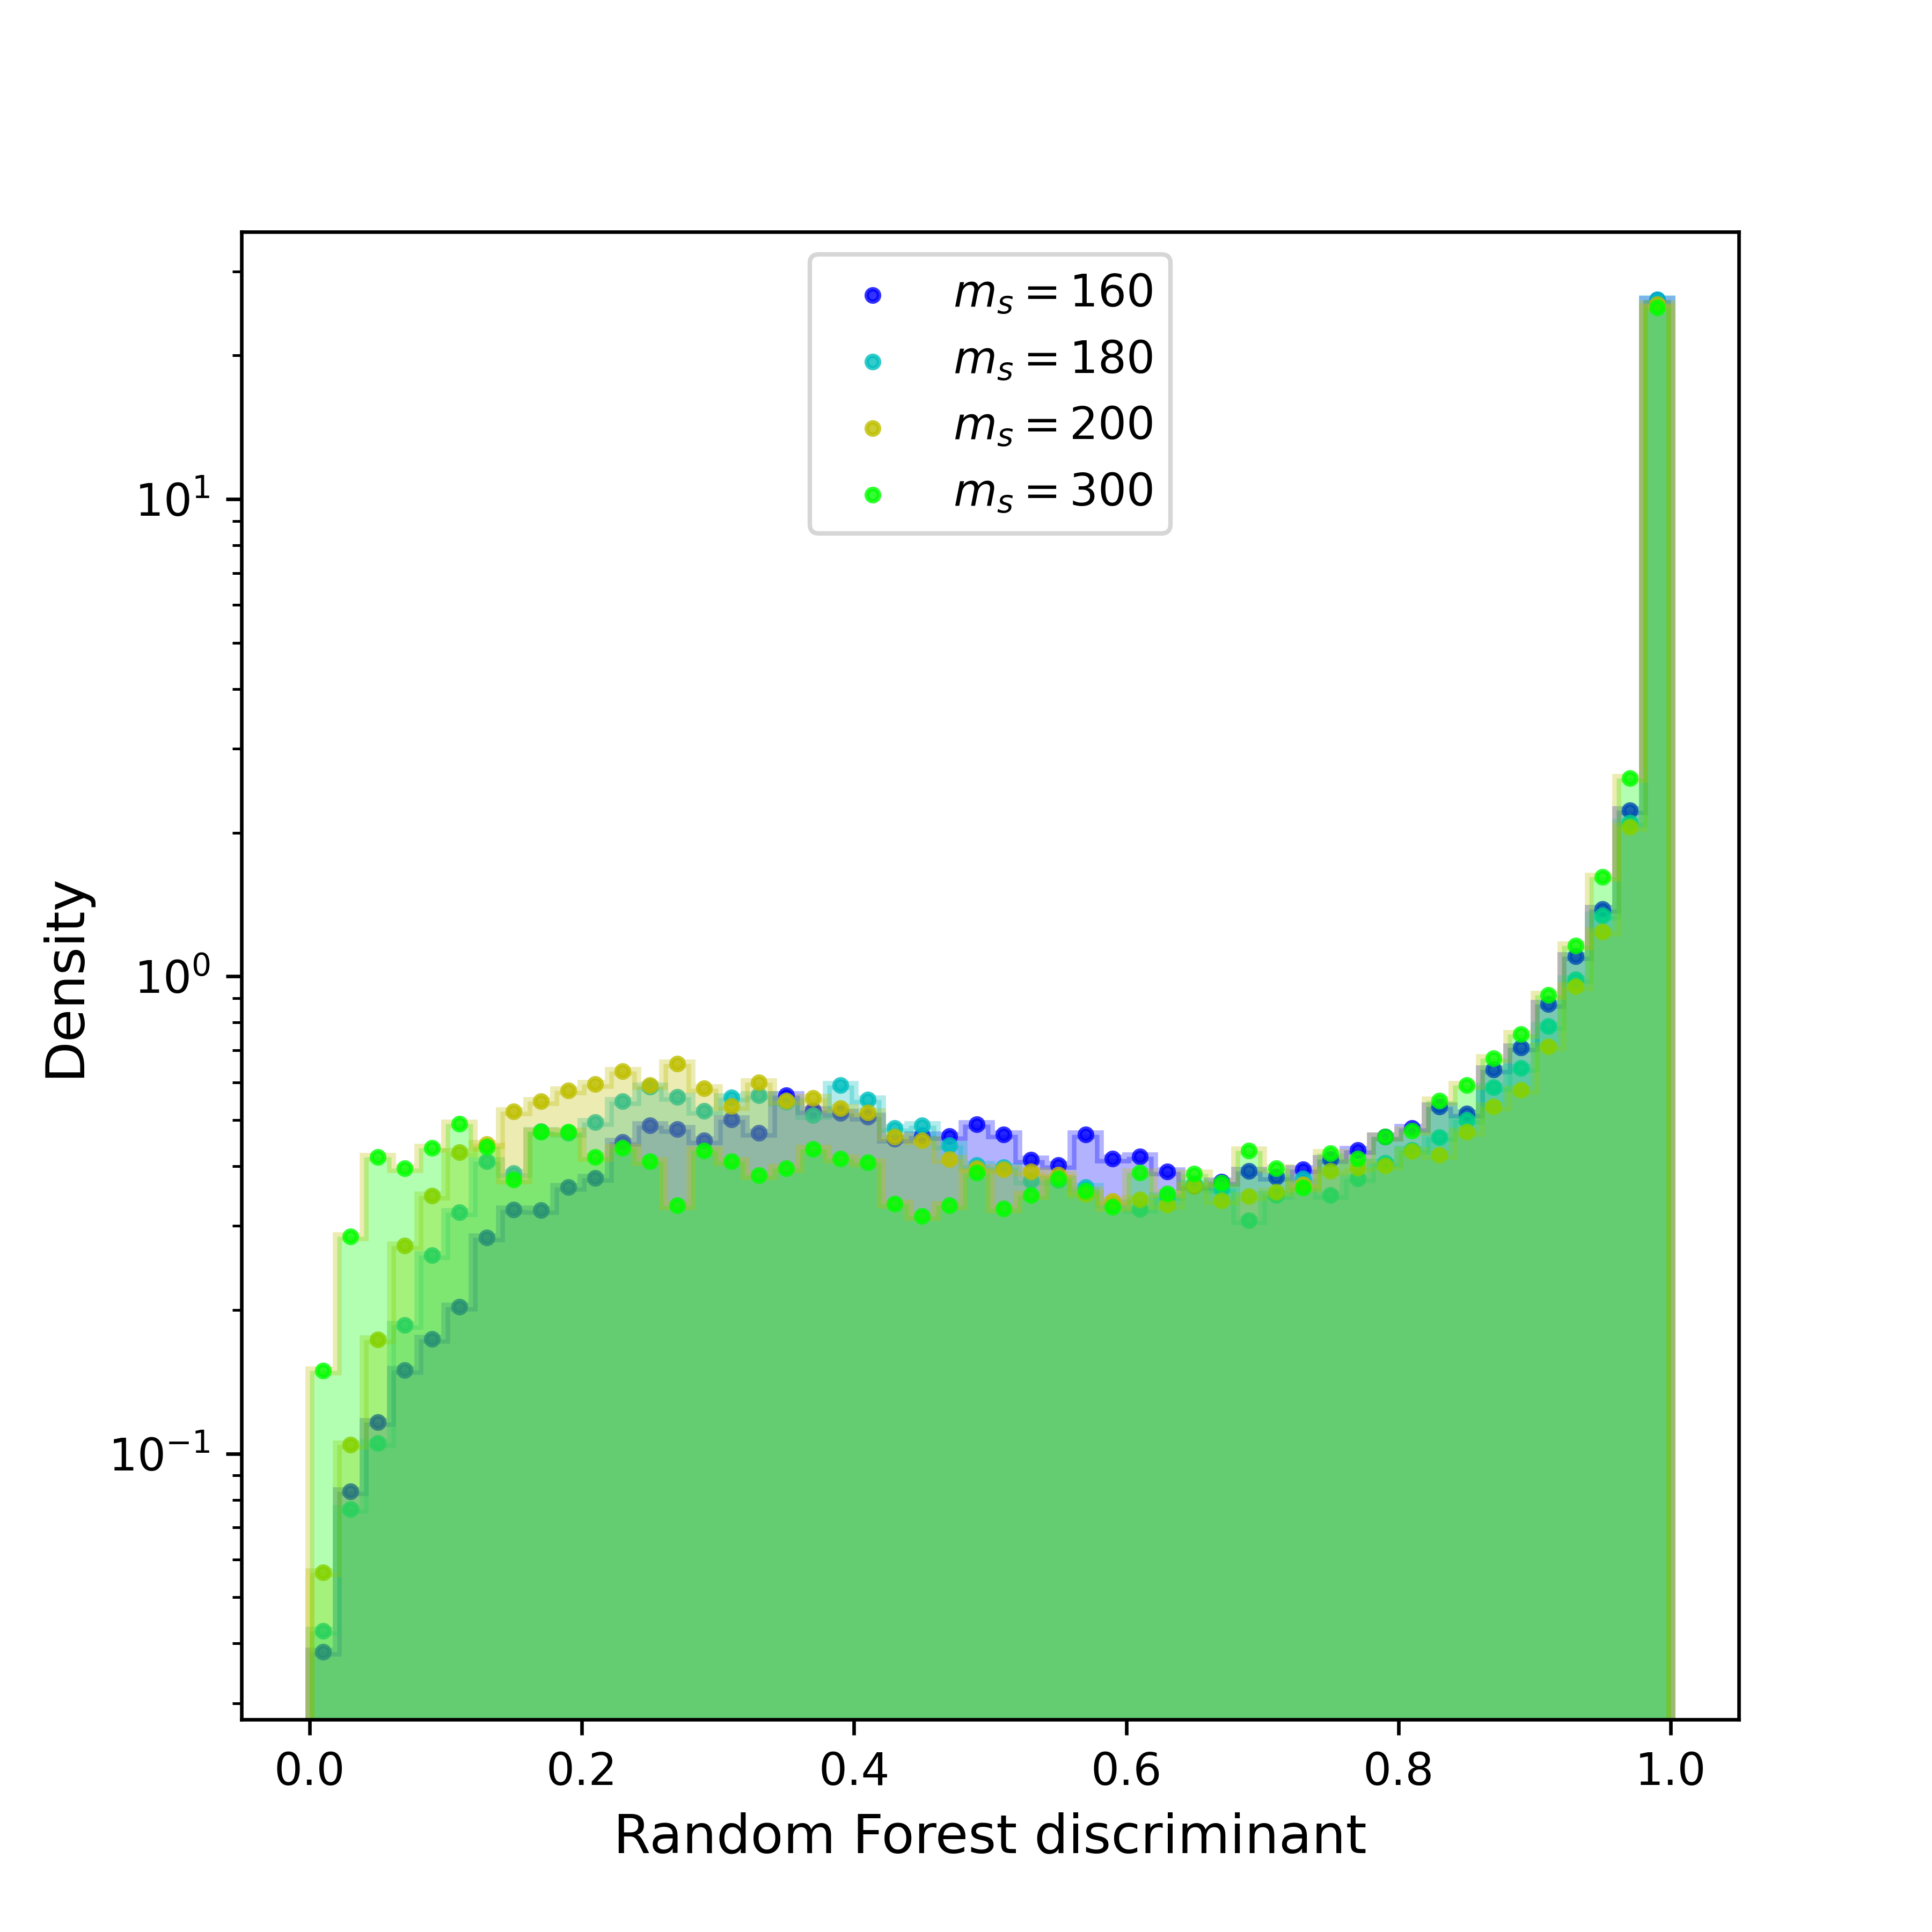 m_s = 160
m_s = 180
m_s = 200
m_s = 300
10^1
10^0
10^−1
Density
0.0 0.2 0.4 0.6 0.8 1.0
Random Forest discriminant